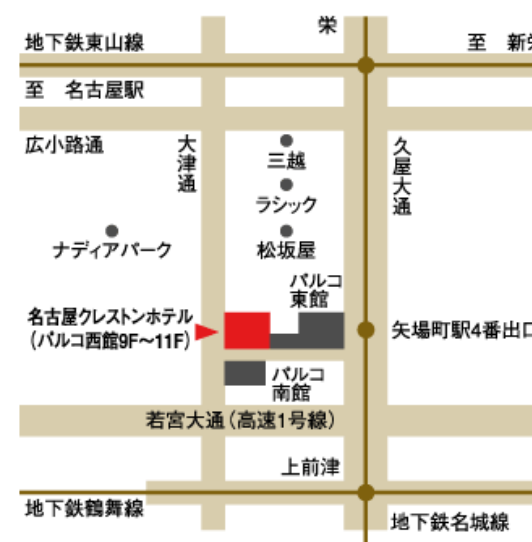 栄
地下鉄東山線
至 新栄
至 名古屋駅
広小路通
大津通
久屋大通
三越
ラシック
ナディアパーク
松坂屋
パルコ
東館
名古屋クレストンホテル
(パルコ西館9F～11F)
矢場町駅4番出口
パルコ
南館
若宮大通(高速1号線)
上前津
地下鉄鶴舞線
地下鉄名城線